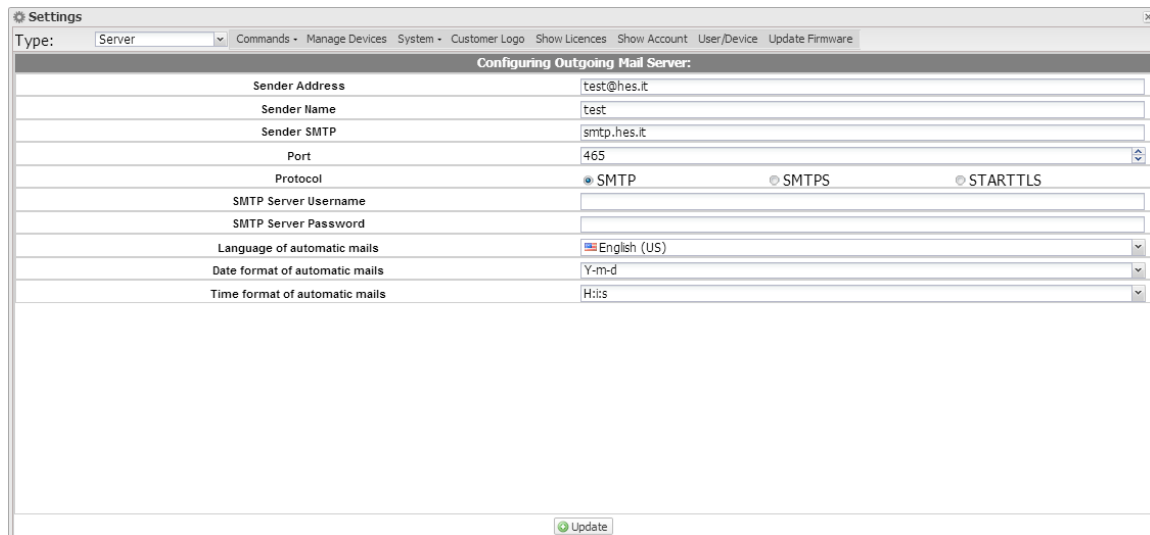 Settings
Type: Server Commands Manage Devices System Customer Logo Show Licences Show Account User/Device Update Firmware
Configuring Outgoing Mail Server:
Sender Address test@hes.it
Sender Name test
Sender SMTP smtp.hes.it
Port 465
Protocol SMTP SMTPS STARTTLS
SMTP Server Username
SMTP Server Password
Language of automatic mails English (US)
Date format of automatic mails Y-m-d
Time format of automatic mails H:i:s
Update